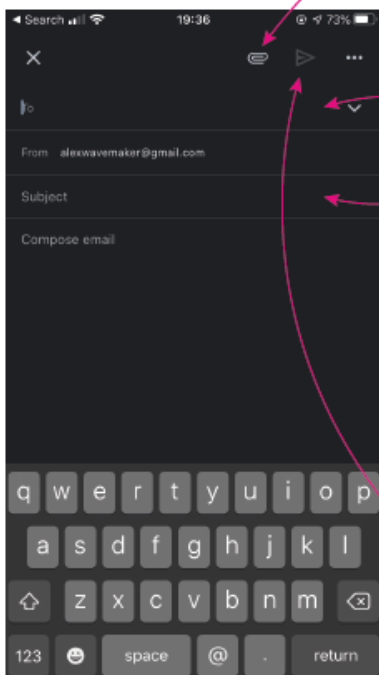 Search 19:36 73%
To
From alexwavemaker@gmail.com
Subject
Compose email
q w e r t y u i o p
a s d f g h j k l
z x c v b n m
123 space @ . return